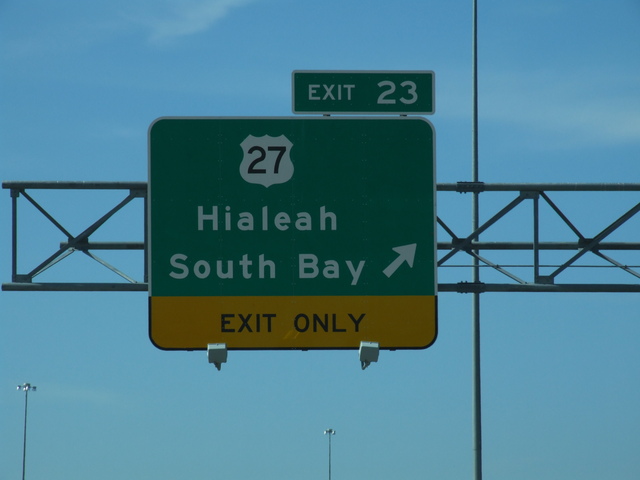 EXIT 23
27
Hialeah
South Bay
EXIT ONLY